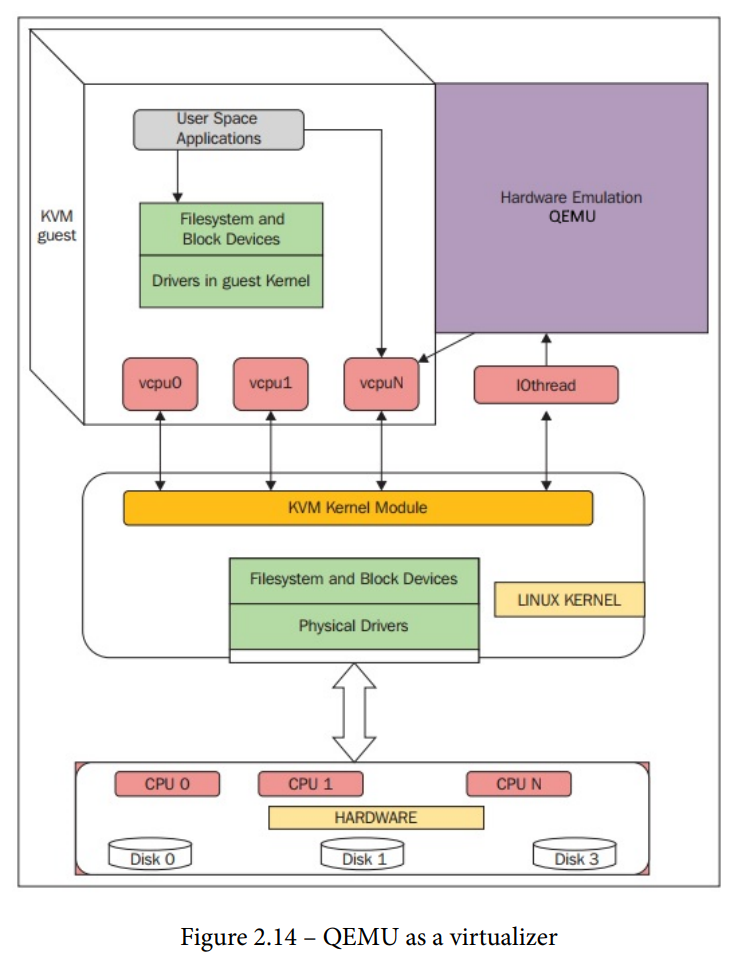 User Space
Applications
KVM
guest
Filesystem and
Block Devices
Drivers in guest Kernel
Hardware Emulation
QEMU
vcpu0
vcpu1
vcpuN
IOthread
KVM Kernel Module
Filesystem and Block Devices
Physical Drivers
LINUX KERNEL
CPU 0
CPU 1
CPU N
HARDWARE
Disk 0
Disk 1
Disk 3
Figure 2.14 – QEMU as a virtualizer